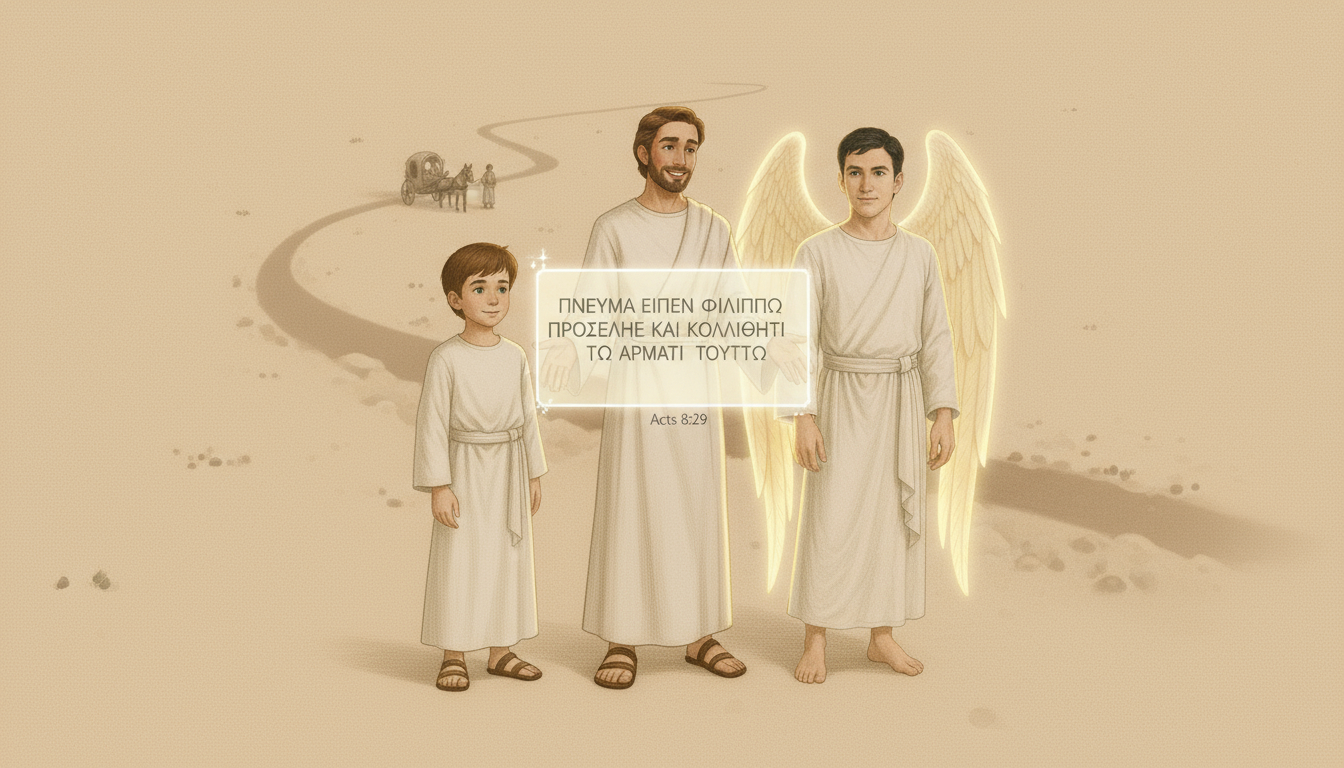 ΠΝΕΥΜΑ ΕΙΠΕΝ ΦΙΛΙΠΠΩ
ΠΡΟΣΕΛΗΕ ΚΑΙ ΚΟΛΛΙΘΗΤΙ
ΤΩ ΑΡΜΑΤΙ ΤΟΥΤΤΩ
Acts 8:29